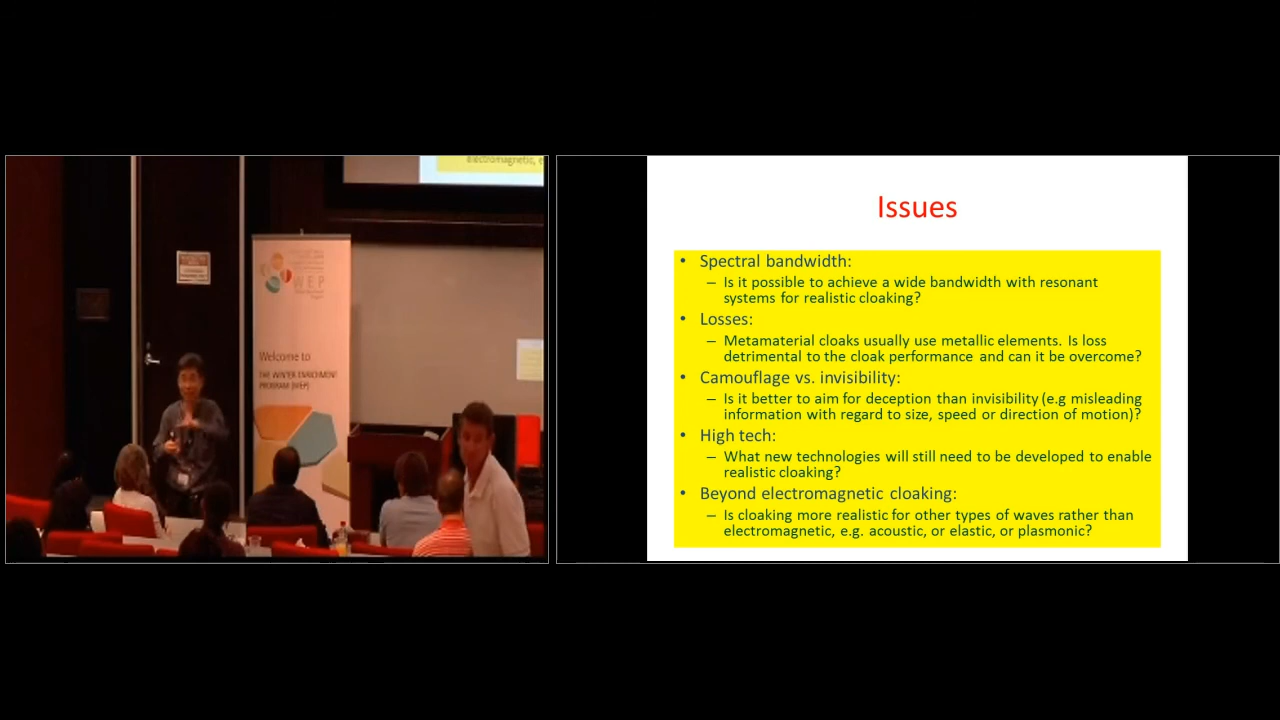 electromagnetic, e
WEP
Welcome to
THE WINTER ENRICHMENT
PROGRAM (WEP)
Issues
• Spectral bandwidth:
– Is it possible to achieve a wide bandwidth with resonant
systems for realistic cloaking?
• Losses:
– Metamaterial cloaks usually use metallic elements. Is loss
detrimental to the cloak performance and can it be overcome?
• Camouflage vs. invisibility:
– Is it better to aim for deception than invisibility (e.g misleading
information with regard to size, speed or direction of motion)?
• High tech:
– What new technologies will still need to be developed to enable
realistic cloaking?
• Beyond electromagnetic cloaking:
– Is cloaking more realistic for other types of waves rather than
electromagnetic, e.g. acoustic, or elastic, or plasmonic?